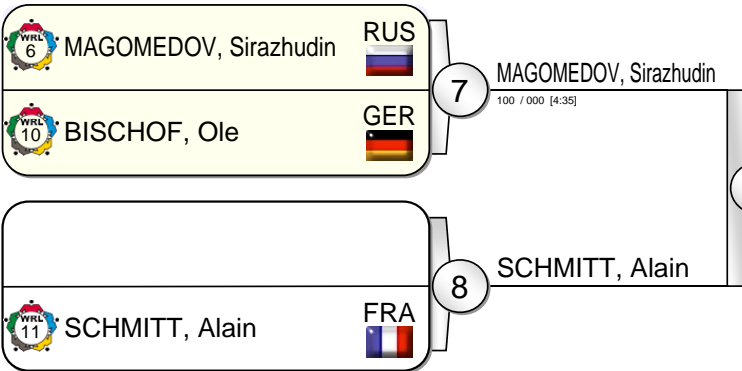 WRL
6
MAGOMEDOV, Sirazhudin
RUS
WRL
10
BISCHOF, Ole
GER
7
MAGOMEDOV, Sirazhudin
100 / 000 [4:35]
WRL
11
SCHMITT, Alain
FRA
8
SCHMITT, Alain